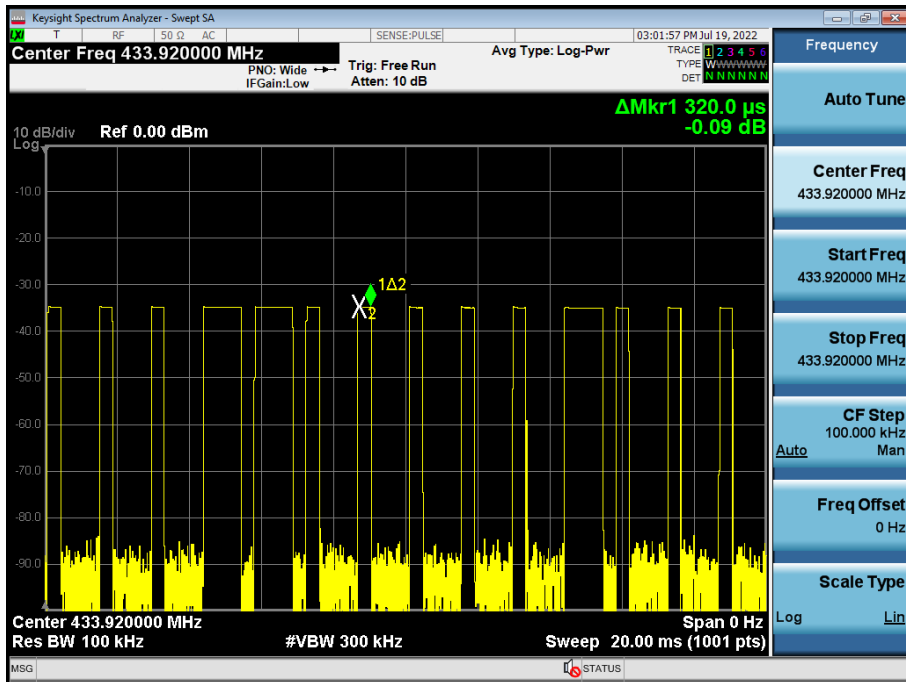 Keysight Spectrum Analyzer - Swept SA
LXI T RF 50 Ω AC SENSE:PULSE 03:01:57 PM Jul 19, 2022
Center Freq 433.920000 MHz
PNO: Wide
IFGain:Low
Trig: Free Run
Atten: 10 dB
Avg Type: Log-Pwr
TRACE 1 2 3 4 5 6
TYPE WWWWWW
DET N N N N N N
ΔMkr1 320.0 µs
-0.09 dB
10 dB/div Ref 0.00 dBm
Log
-10.0
-20.0
-30.0
1Δ2
2
-40.0
-50.0
-60.0
-70.0
-80.0
-90.0
Center 433.920000 MHz Span 0 Hz
Res BW 100 kHz #VBW 300 kHz Sweep 20.00 ms (1001 pts)
MSG STATUS
Frequency
Auto Tune
Center Freq
433.920000 MHz
Start Freq
433.920000 MHz
Stop Freq
433.920000 MHz
CF Step
100.000 kHz
Auto Man
Freq Offset
0 Hz
Scale Type
Log Lin